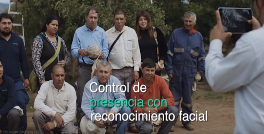 Control de
presencia con
reconocimiento facial